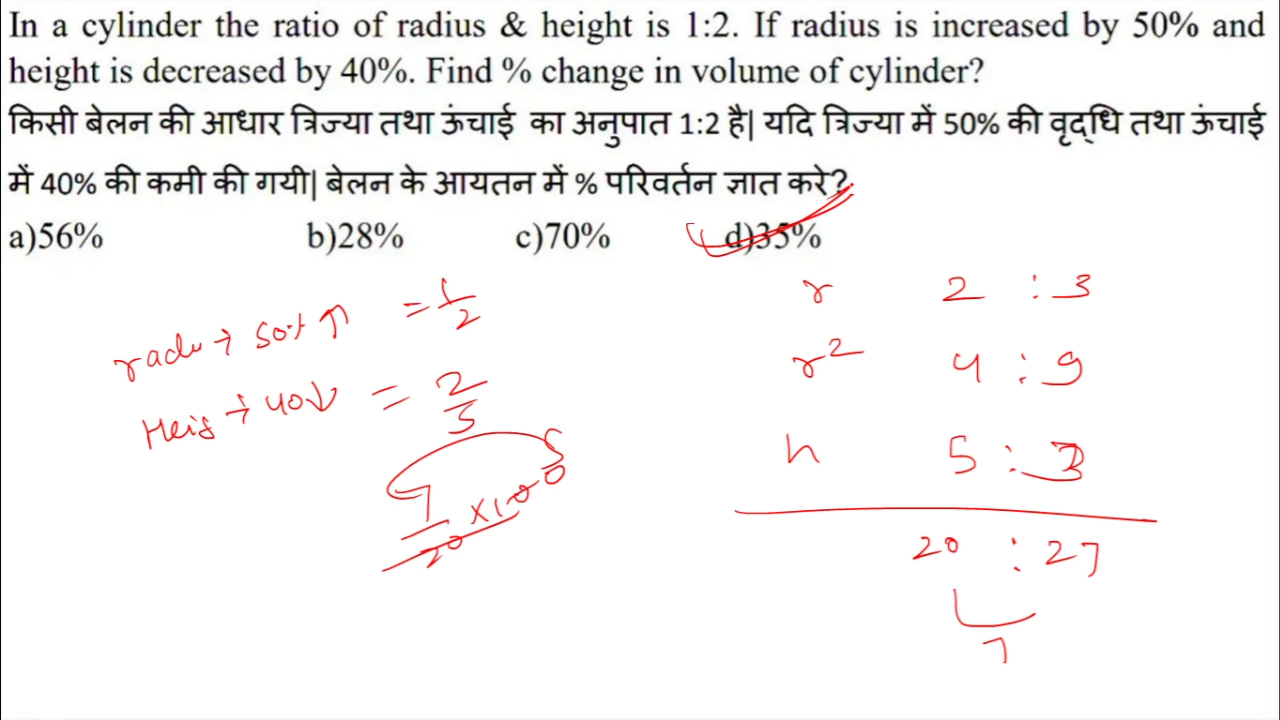 In a cylinder the ratio of radius & height is 1:2. If radius is increased by 50% and
height is decreased by 40%. Find % change in volume of cylinder?
किसी बेलन की आधार त्रिज्या तथा ऊंचाई का अनुपात 1:2 है| यदि त्रिज्या में 50% की वृद्धि तथा ऊंचाई
में 40% की कमी की गयी| बेलन के आयतन में % परिवर्तन ज्ञात करे?
a)56% b)28% c)70% d)35%
r 2 : 3
50% ↑ = 1/2
r² 4 : 9
40↓ = 2/5
h 5 : 3
7/20 × 100 5
20 : 27
7